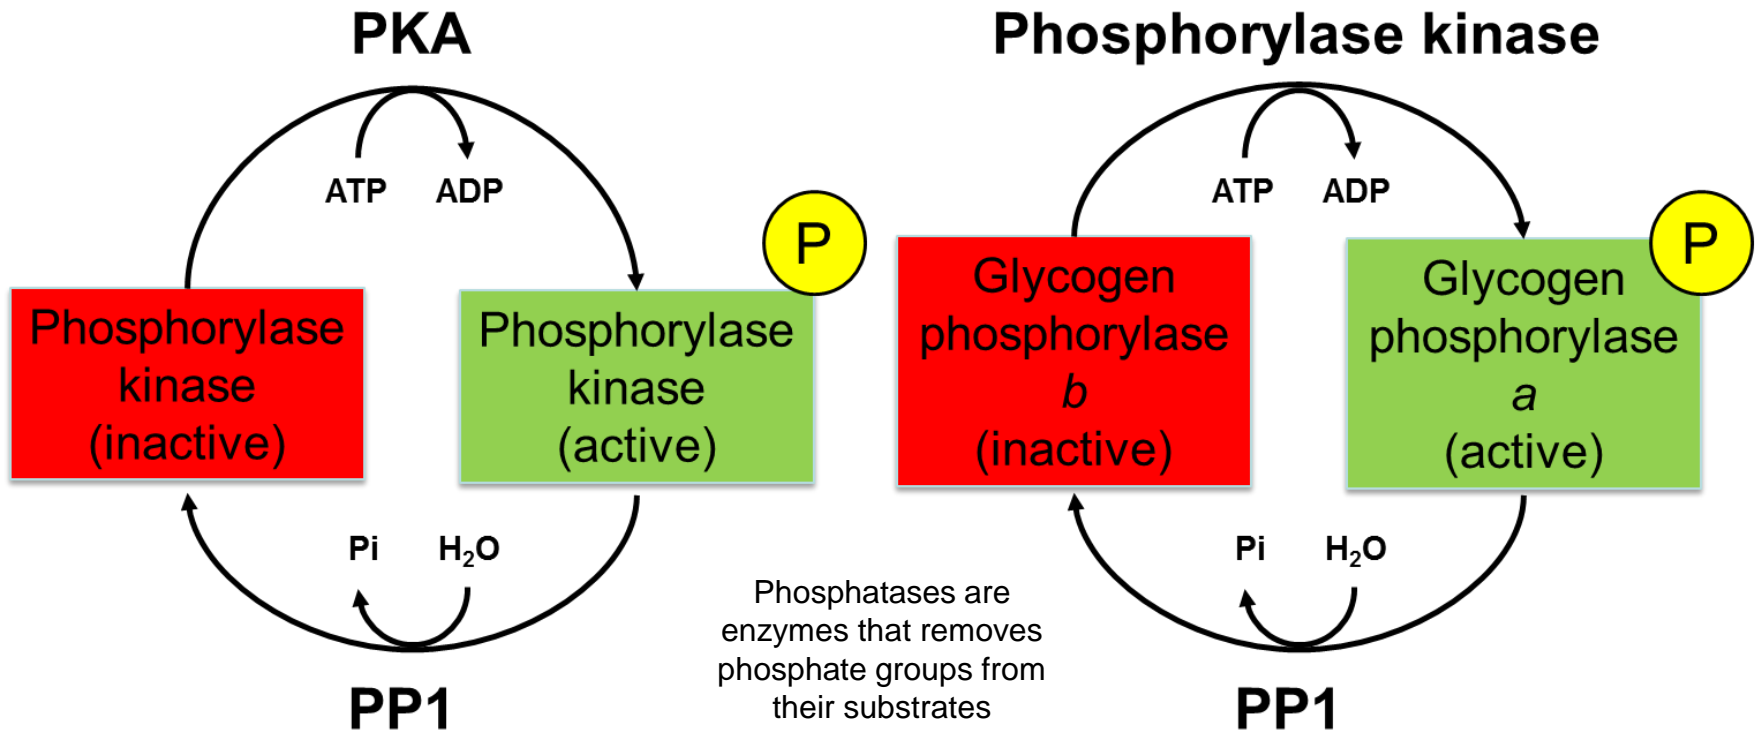 PKA
ATP ADP
P
Phosphorylase
kinase
(inactive)
Phosphorylase
kinase
(active)
Pi H₂O
PP1
Phosphorylase kinase
ATP ADP
P
Glycogen
phosphorylase
b
(inactive)
Glycogen
phosphorylase
a
(active)
Pi H₂O
PP1
Phosphatases are
enzymes that removes
phosphate groups from
their substrates